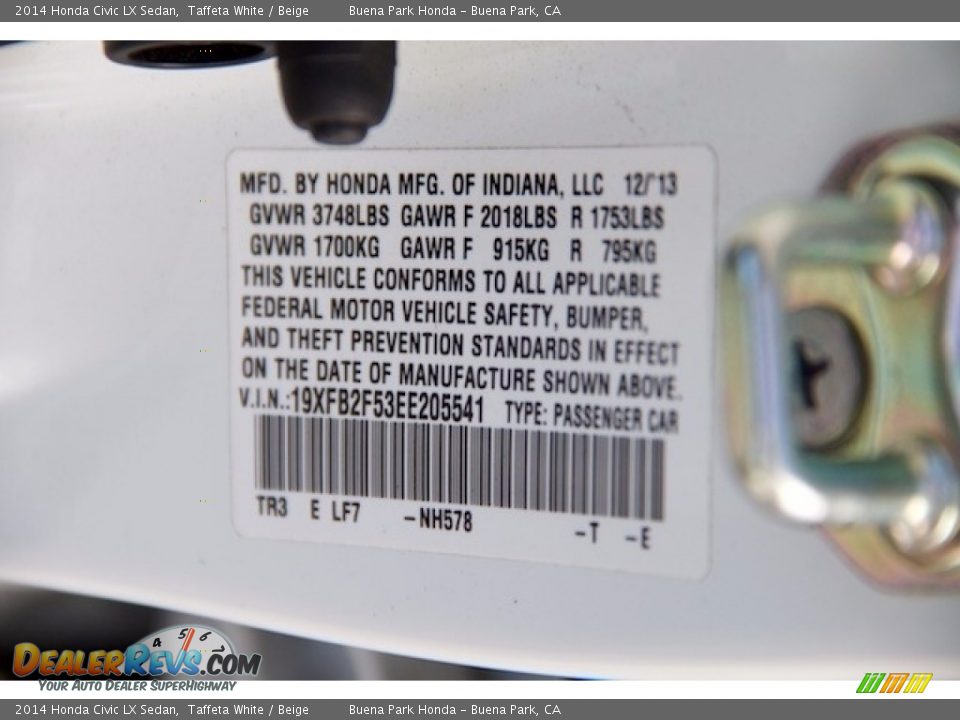 2014 Honda Civic LX Sedan, Taffeta White / Beige Buena Park Honda - Buena Park, CA
MFD. BY HONDA MFG. OF INDIANA, LLC 12/13
GVWR 3748LBS GAWR F 2018LBS R 1753LBS
GVWR 1700KG GAWR F 915KG R 795KG
THIS VEHICLE CONFORMS TO ALL APPLICABLE
FEDERAL MOTOR VEHICLE SAFETY, BUMPER,
AND THEFT PREVENTION STANDARDS IN EFFECT
ON THE DATE OF MANUFACTURE SHOWN ABOVE.
V.I.N.:19XFB2F53EE205541 TYPE: PASSENGER CAR
TR3 E LF7 -NH578 -T -E
4 5 6 7
DEALERREVS.COM
YOUR AUTO DEALER SUPERHIGHWAY
2014 Honda Civic LX Sedan, Taffeta White / Beige Buena Park Honda - Buena Park, CA